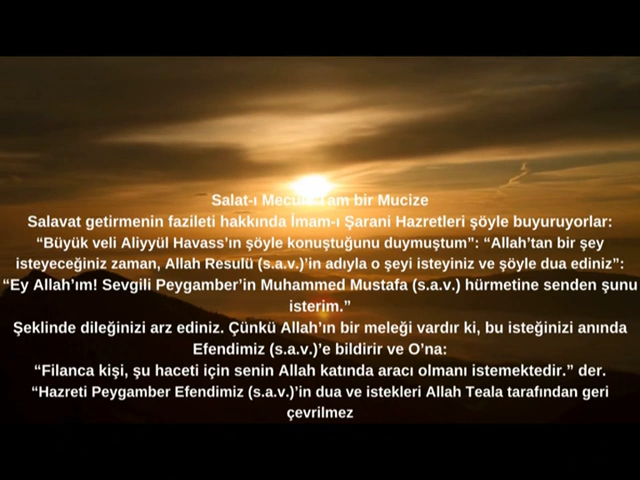 Salat-ı Tam bir Mucize
Salavat getirmenin fazileti hakkında İmam-ı Şarani Hazretleri şöyle buyuruyorlar:
“Büyük veli Aliyyül Havass’ın şöyle konuştuğunu duymuştum”: “Allah’tan bir şey
isteyeceğiniz zaman, Allah Resulü (s.a.v.)’in adıyla o şeyi isteyiniz ve şöyle dua ediniz”:
“Ey Allah’ım! Sevgili Peygamber’in Muhammed Mustafa (s.a.v.) hürmetine senden şunu
isterim.”
Şeklinde dileğinizi arz ediniz. Çünkü Allah’ın bir meleği vardır ki, bu isteğinizi anında
Efendimiz (s.a.v.)’e bildirir ve O’na:
“Filanca kişi, şu haceti için senin Allah katında aracı olmanı istemektedir.” der.
“Hazreti Peygamber Efendimiz (s.a.v.)’in dua ve istekleri Allah Teala tarafından geri
çevrilmez